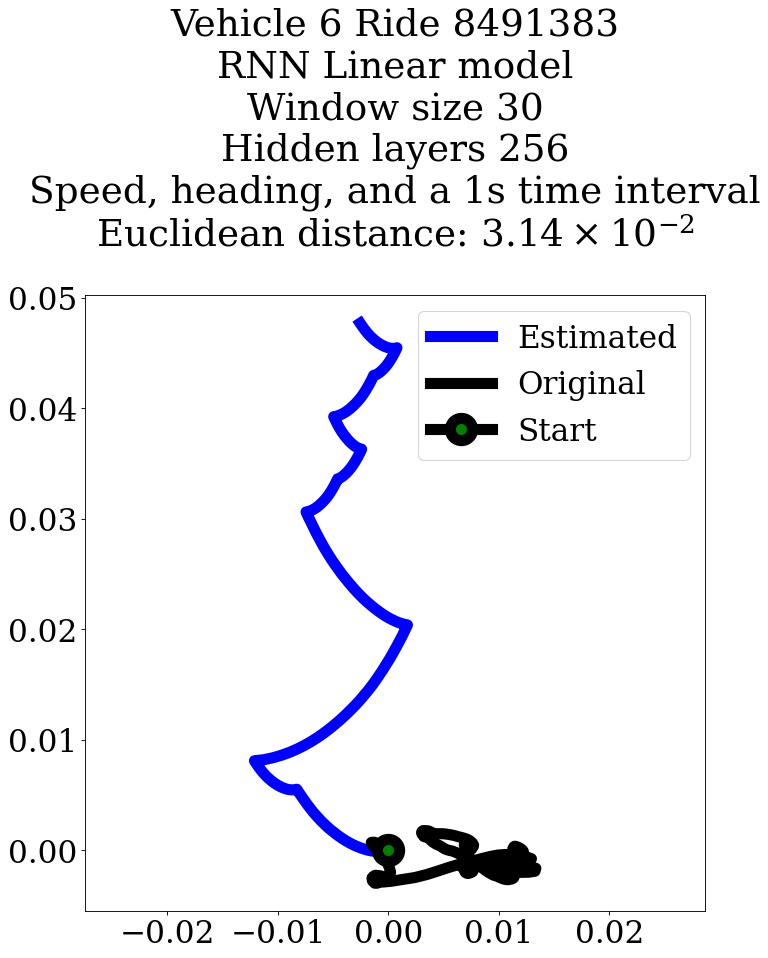 Vehicle 6 Ride 8491383
RNN Linear model
Window size 30
Hidden layers 256
Speed, heading, and a 1s time interval
Euclidean distance: 3.14 × 10⁻²
0.05
0.04
0.03
0.02
0.01
0.00
Estimated
Original
Start
−0.02 −0.01 0.00 0.01 0.02